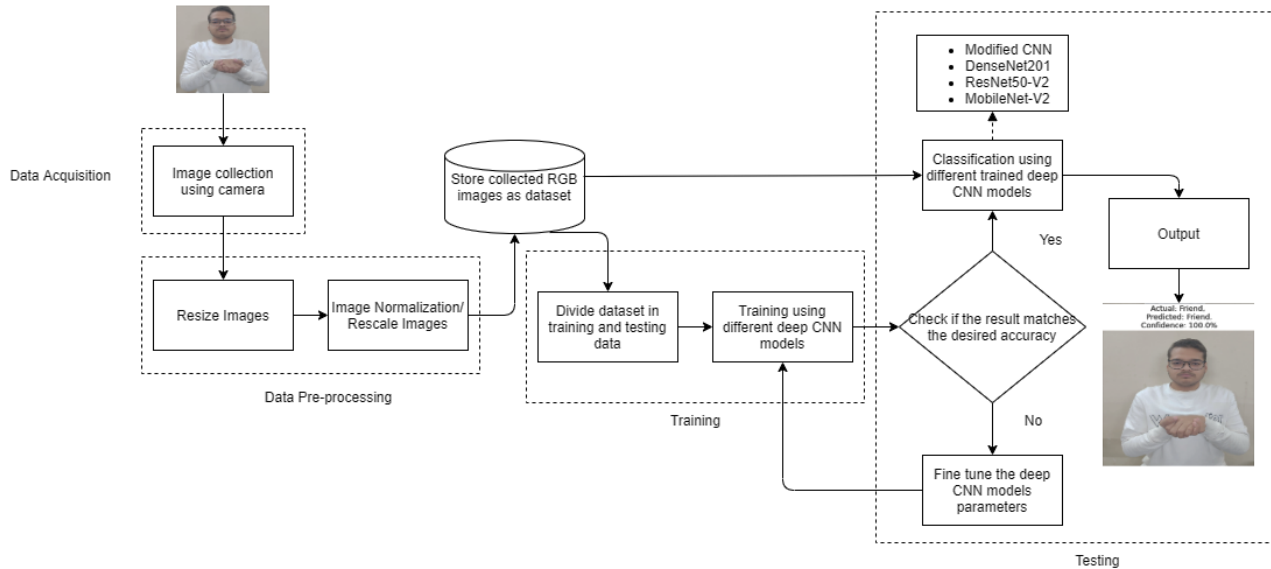 Data Acquisition
Image collection
using camera
Resize Images
Image Normalization/
Rescale Images
Data Pre-processing
Store collected RGB
images as dataset
Divide dataset in
training and testing
data
Training using
different deep CNN
models
Training
• Modified CNN
• DenseNet201
• ResNet50-V2
• MobileNet-V2
Classification using
different trained deep
CNN models
Yes
Check if the result matches
the desired accuracy
No
Fine tune the deep
CNN models
parameters
Output
Actual: Friend,
Predicted: Friend.
Confidence: 100.0%
Testing